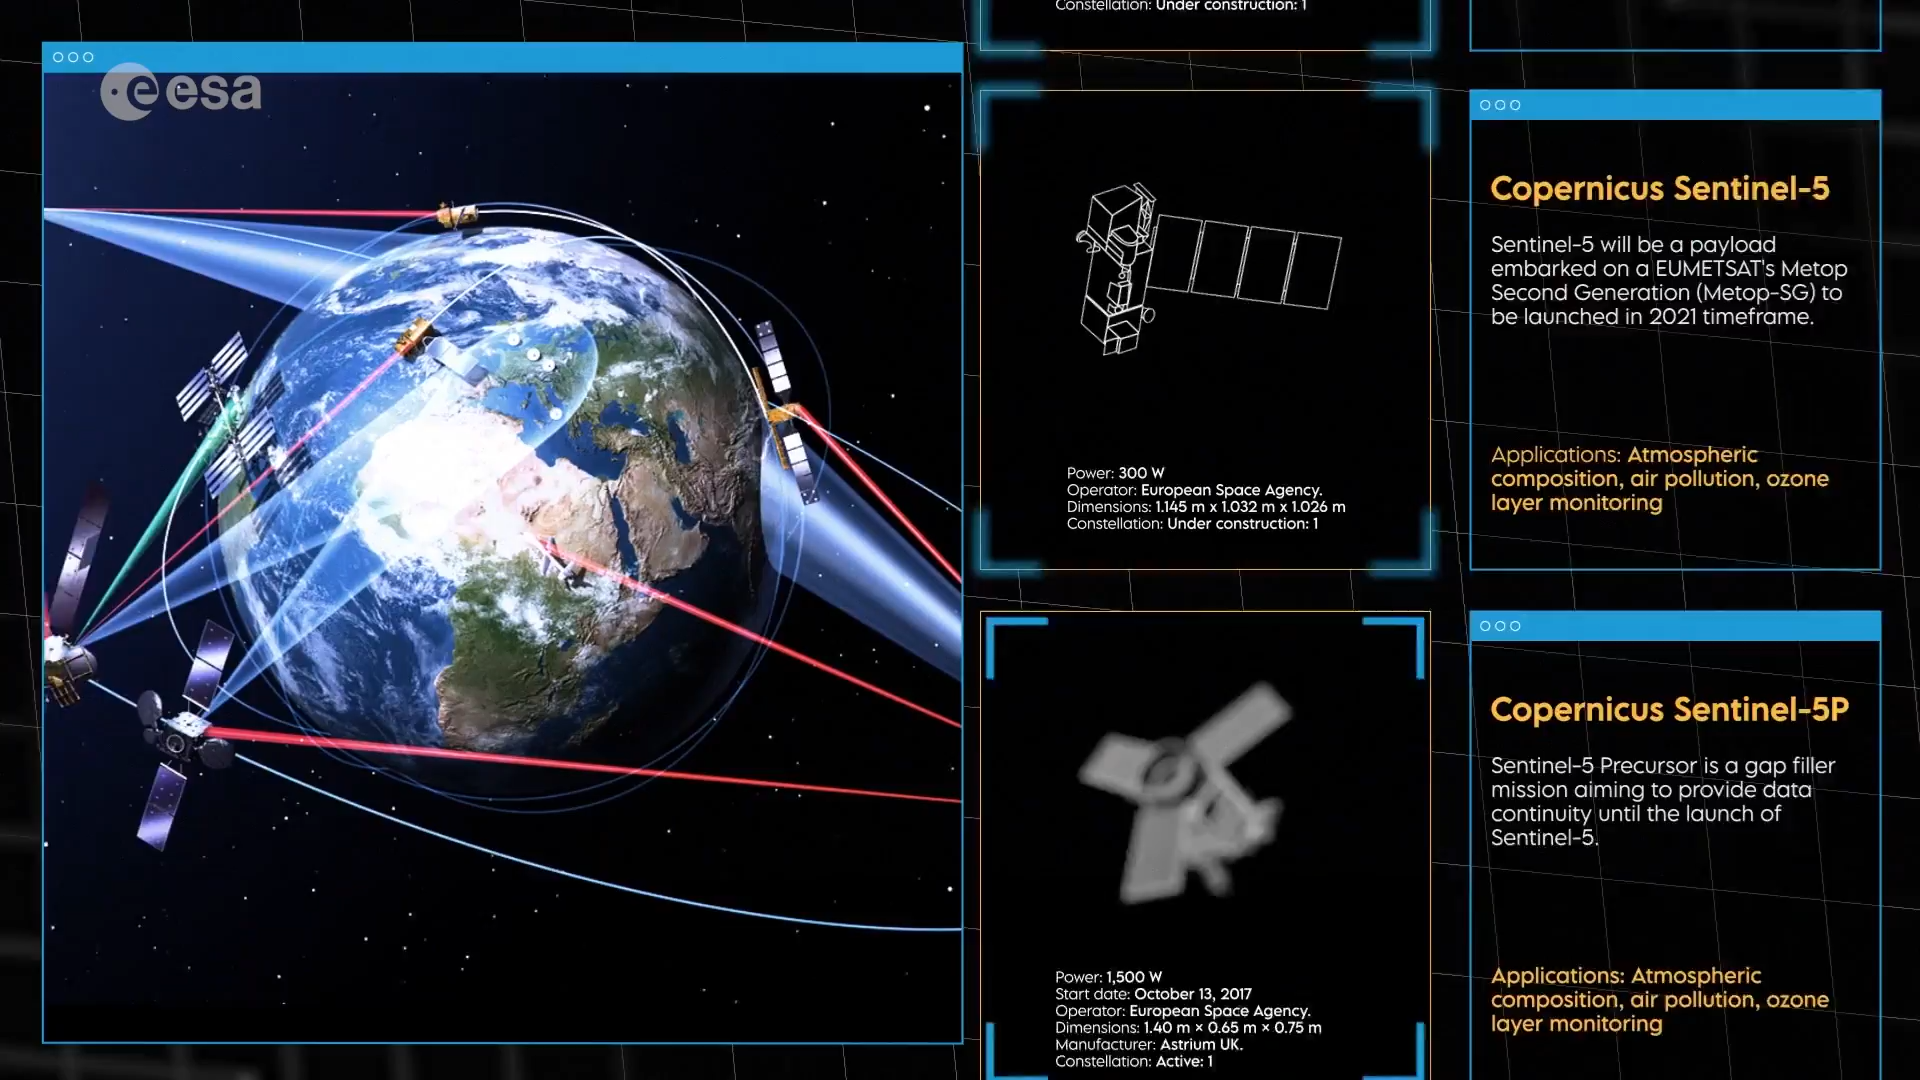 esa
Constellation: Under construction: 1
Copernicus Sentinel-5
Sentinel-5 will be a payload
embarked on a EUMETSAT's Metop
Second Generation (Metop-SG) to
be launched in 2021 timeframe.
Applications: Atmospheric
composition, air pollution, ozone
layer monitoring
Power: 300 W
Operator: European Space Agency.
Dimensions: 1.145 m x 1.032 m x 1.026 m
Constellation: Under construction: 1
Copernicus Sentinel-5P
Sentinel-5 Precursor is a gap filler
mission aiming to provide data
continuity until the launch of
Sentinel-5.
Applications: Atmospheric
composition, air pollution, ozone
layer monitoring
Power: 1,500 W
Start date: October 13, 2017
Operator: European Space Agency.
Dimensions: 1.40 m × 0.65 m × 0.75 m
Manufacturer: Astrium UK.
Constellation: Active: 1